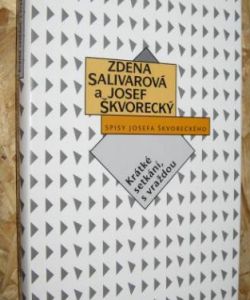 ZDENA
SALIVAROVÁ
a JOSEF
ŠKVORECKÝ
SPISY JOSEFA ŠKVORECKÉHO
Krátké
setkání,
s vraždou